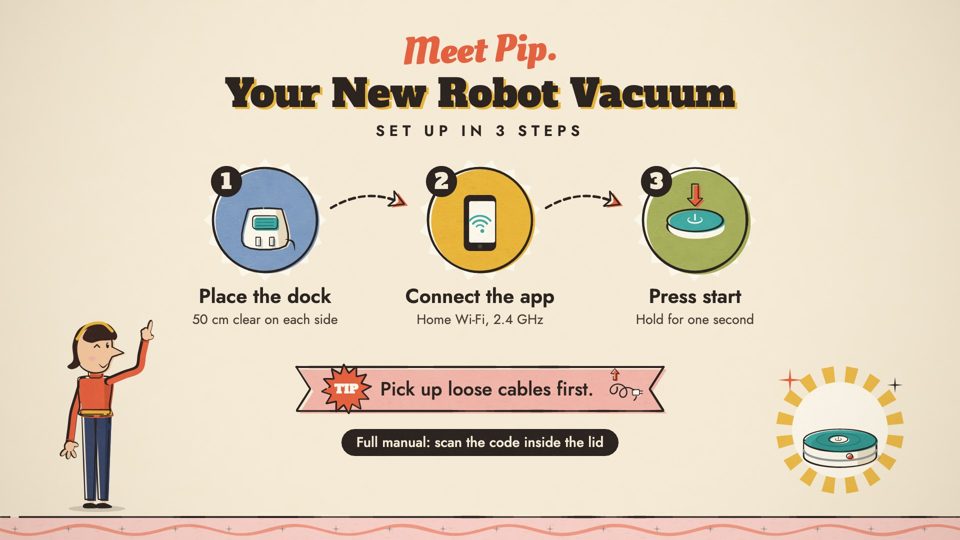 Meet Pip.
Your New Robot Vacuum
SET UP IN 3 STEPS
1
2
3
Place the dock
50 cm clear on each side
Connect the app
Home Wi-Fi, 2.4 GHz
Press start
Hold for one second
TIP
Pick up loose cables first.
Full manual: scan the code inside the lid